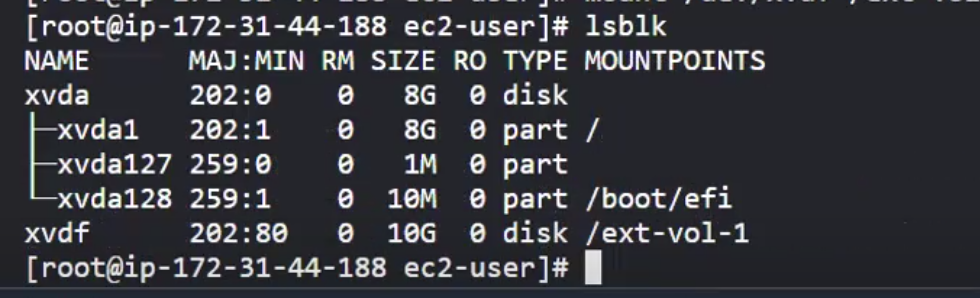 [root@ip-172-31-44-188 ec2-user]# lsblk
NAME      MAJ:MIN RM SIZE RO TYPE MOUNTPOINTS
xvda      202:0    0   8G  0 disk
├─xvda1   202:1    0   8G  0 part /
├─xvda127 259:0    0   1M  0 part
└─xvda128 259:1    0  10M  0 part /boot/efi
xvdf      202:80   0  10G  0 disk /ext-vol-1
[root@ip-172-31-44-188 ec2-user]#